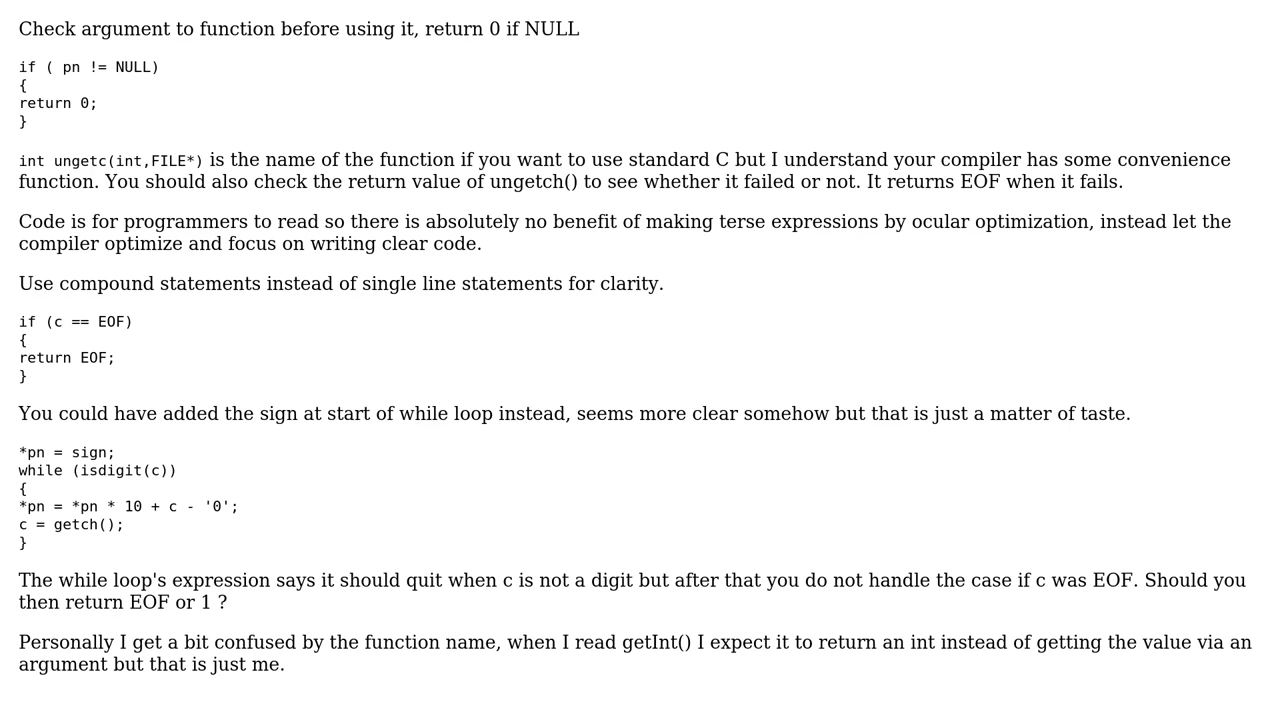 Check argument to function before using it, return 0 if NULL
if ( pn != NULL)
{
return 0;
}
int ungetc(int,FILE*) is the name of the function if you want to use standard C but I understand your compiler has some convenience
function. You should also check the return value of ungetch() to see whether it failed or not. It returns EOF when it fails.
Code is for programmers to read so there is absolutely no benefit of making terse expressions by ocular optimization, instead let the
compiler optimize and focus on writing clear code.
Use compound statements instead of single line statements for clarity.
if (c == EOF)
{
return EOF;
}
You could have added the sign at start of while loop instead, seems more clear somehow but that is just a matter of taste.
*pn = sign;
while (isdigit(c))
{
*pn = *pn * 10 + c - '0';
c = getch();
}
The while loop's expression says it should quit when c is not a digit but after that you do not handle the case if c was EOF. Should you
then return EOF or 1 ?
Personally I get a bit confused by the function name, when I read getInt() I expect it to return an int instead of getting the value via an
argument but that is just me.